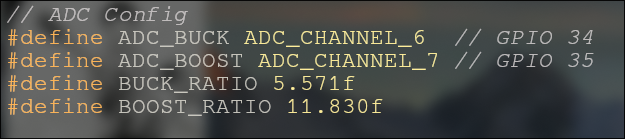 // ADC Config
#define ADC_BUCK ADC_CHANNEL_6  // GPIO 34
#define ADC_BOOST ADC_CHANNEL_7 // GPIO 35
#define BUCK_RATIO 5.571f
#define BOOST_RATIO 11.830f